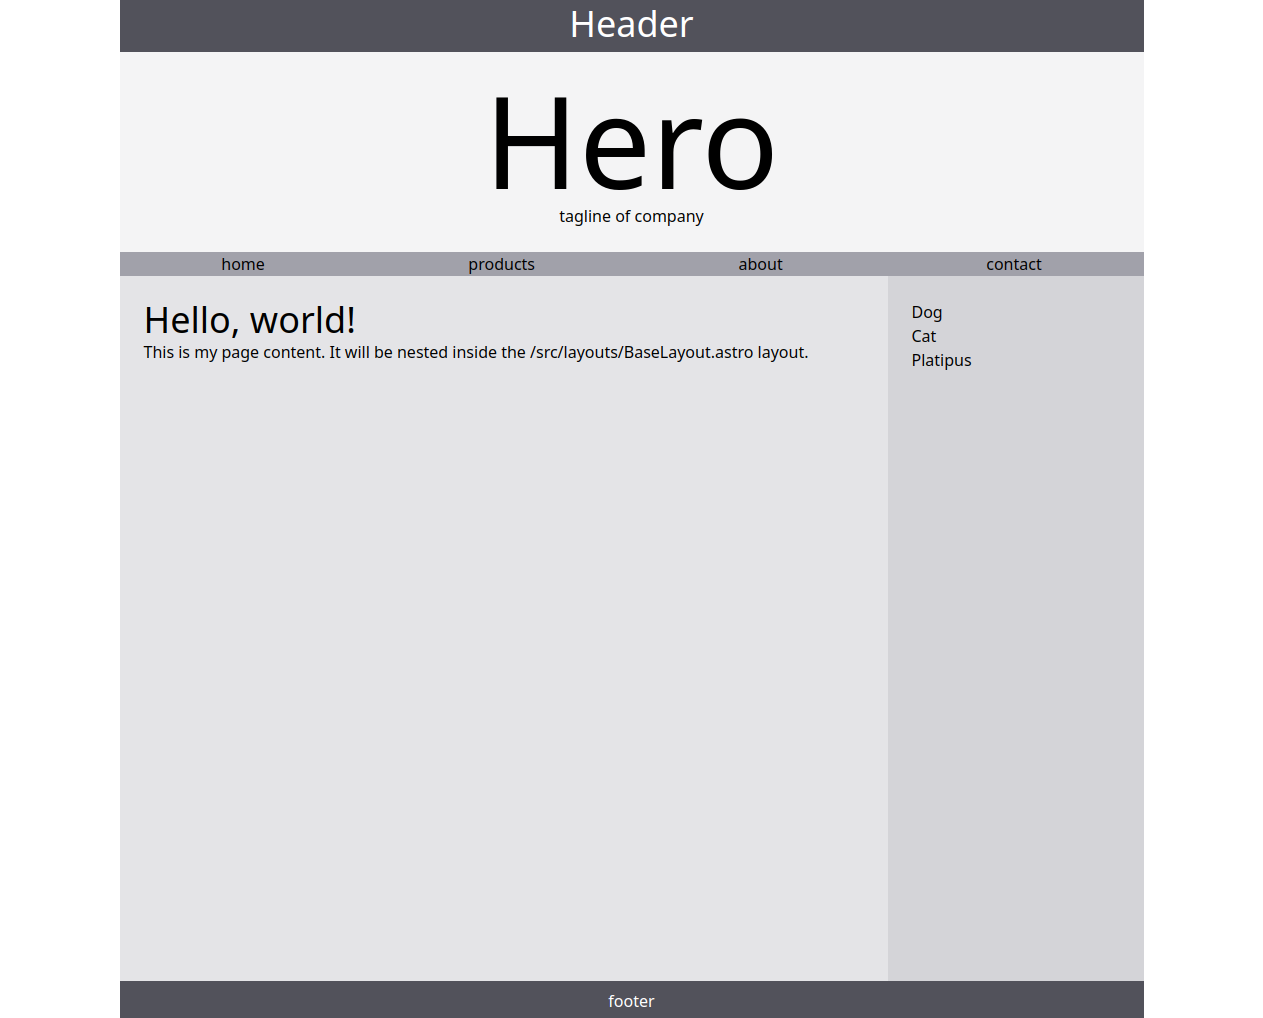 Header
Hero
tagline of company
home products about contact
Hello, world!
This is my page content. It will be nested inside the /src/layouts/BaseLayout.astro layout.
Dog
Cat
Platipus
footer